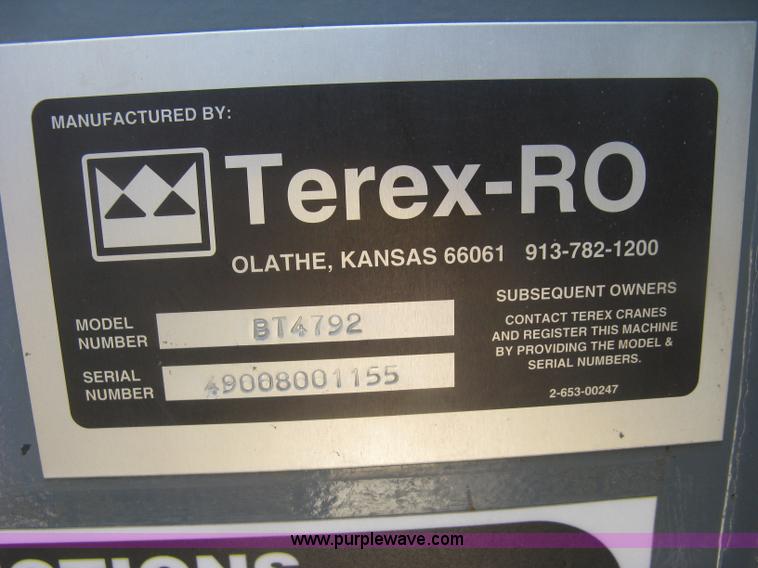 MANUFACTURED BY:
Terex-RO
OLATHE, KANSAS 66061 913-782-1200
MODEL
NUMBER
BT4792
SERIAL
NUMBER
49008001155
SUBSEQUENT OWNERS
CONTACT TEREX CRANES
AND REGISTER THIS MACHINE
BY PROVIDING THE MODEL &
SERIAL NUMBERS.
2-653-00247
www.purplewave.com